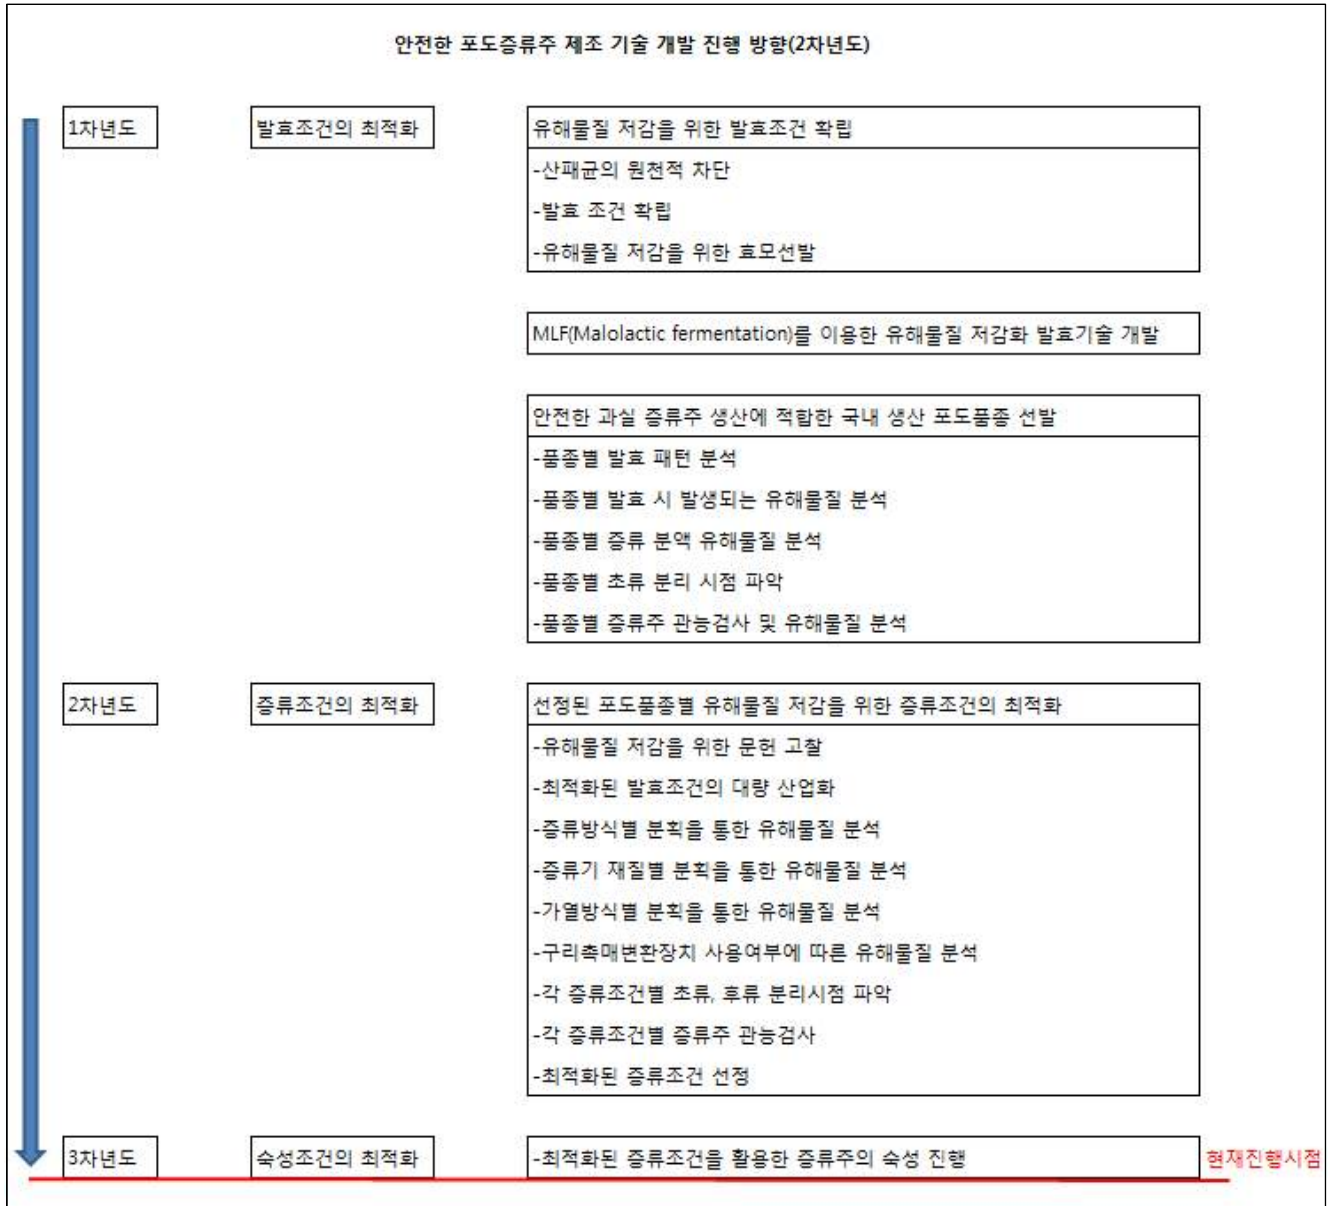 안전한 포도증류주 제조 기술 개발 진행 방향(2차년도)
1차년도
발효조건의 최적화
유해물질 저감을 위한 발효조건 확립
-산패균의 원천적 차단
-발효 조건 확립
-유해물질 저감을 위한 효모선발
MLF(Malolactic fermentation)를 이용한 유해물질 저감화 발효기술 개발
안전한 과실 증류주 생산에 적합한 국내 생산 포도품종 선발
-품종별 발효 패턴 분석
-품종별 발효 시 발생되는 유해물질 분석
-품종별 증류 분액 유해물질 분석
-품종별 초류 분리 시점 파악
-품종별 증류주 관능검사 및 유해물질 분석
2차년도
증류조건의 최적화
선정된 포도품종별 유해물질 저감을 위한 증류조건의 최적화
-유해물질 저감을 위한 문헌 고찰
-최적화된 발효조건의 대량 산업화
-증류방식별 분획을 통한 유해물질 분석
-증류기 재질별 분획을 통한 유해물질 분석
-가열방식별 분획을 통한 유해물질 분석
-구리촉매변환장치 사용여부에 따른 유해물질 분석
-각 증류조건별 초류, 후류 분리시점 파악
-각 증류조건별 증류주 관능검사
-최적화된 증류조건 선정
3차년도
숙성조건의 최적화
-최적화된 증류조건을 활용한 증류주의 숙성 진행
현재진행시점